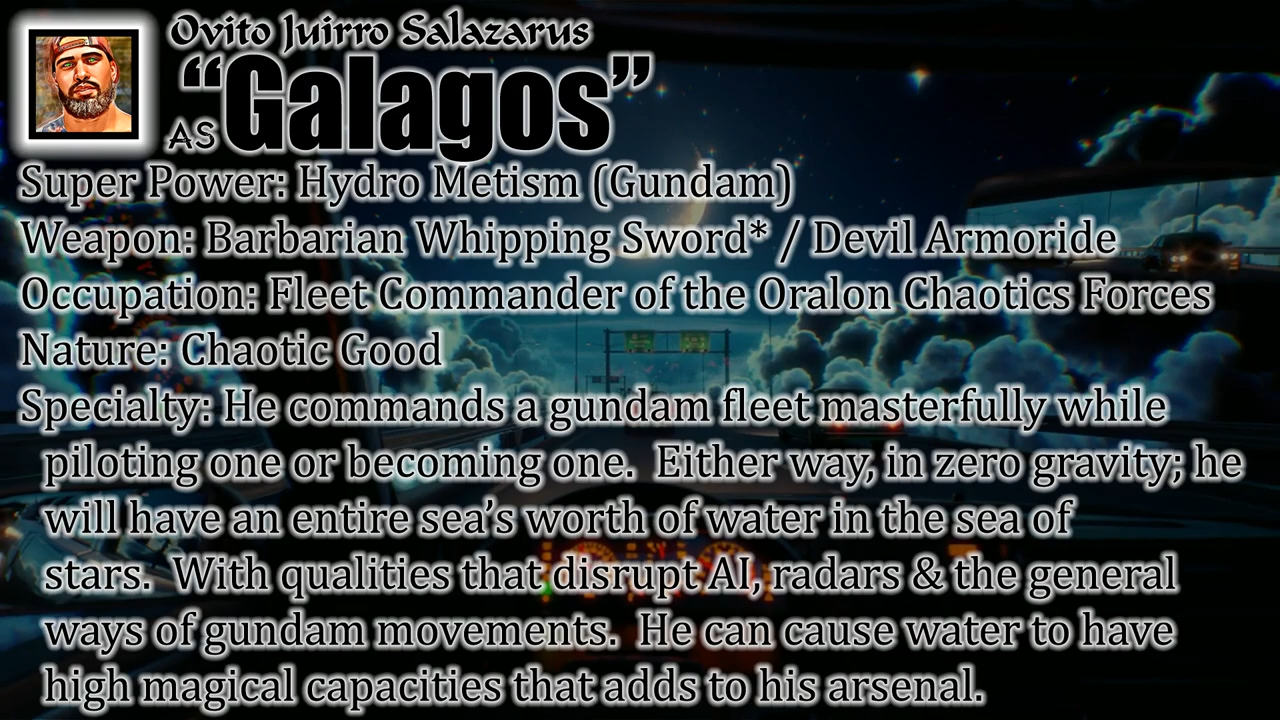 Ovito Juirro Salazarus
AS “Galagos”
Super Power: Hydro Metism (Gundam)
Weapon: Barbarian Whipping Sword* / Devil Armoride
Occupation: Fleet Commander of the Oralon Chaotics Forces
Nature: Chaotic Good
Specialty: He commands a gundam fleet masterfully while
piloting one or becoming one.  Either way, in zero gravity; he
will have an entire sea’s worth of water in the sea of
stars.  With qualities that disrupt AI, radars & the general
ways of gundam movements.  He can cause water to have
high magical capacities that adds to his arsenal.